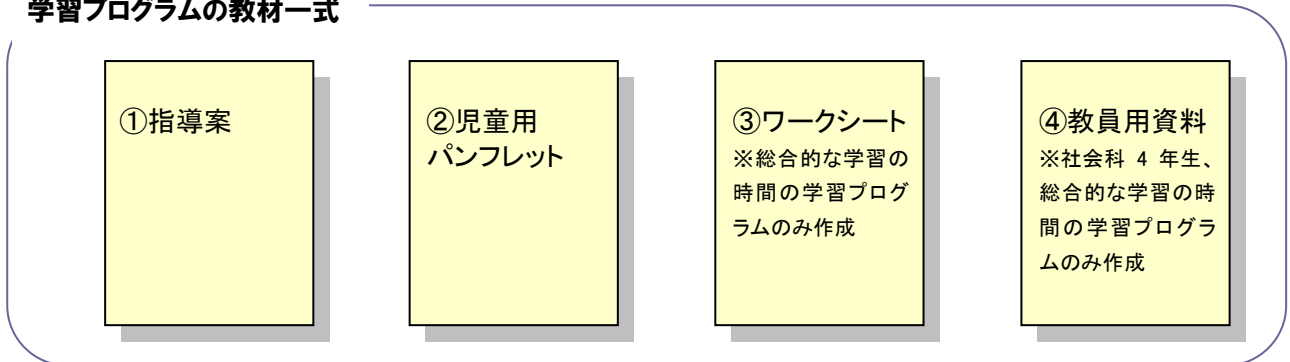 学習プログラムの教材一式
①指導案
②児童用
パンフレット
③ワークシート
※総合的な学習の
時間の学習プログ
ラムのみ作成
④教員用資料
※社会科 4 年生、
総合的な学習の時
間の学習プログラ
ムのみ作成